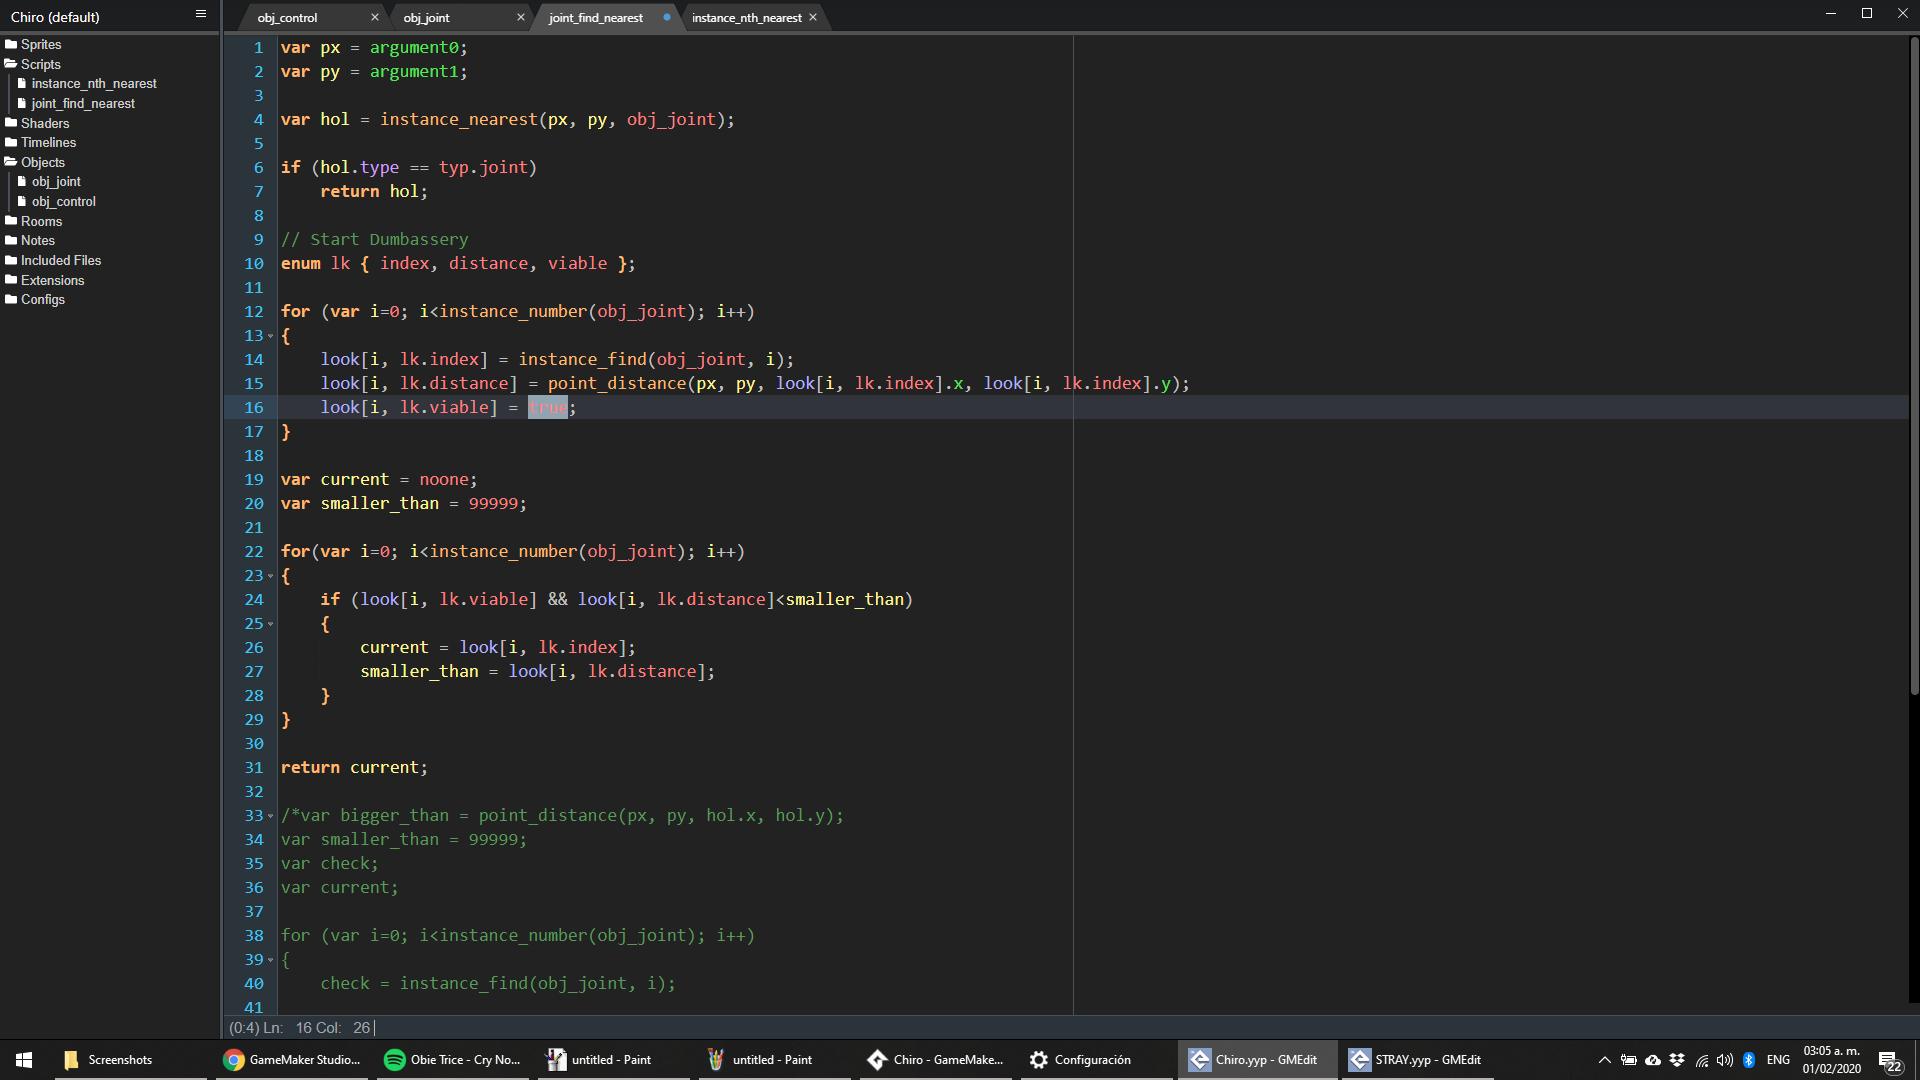 Chiro (default)
obj_control
obj_joint
joint_find_nearest
instance_nth_nearest
Sprites
Scripts
instance_nth_nearest
joint_find_nearest
Shaders
Timelines
Objects
obj_joint
obj_control
Rooms
Notes
Included Files
Extensions
Configs
1 var px = argument0;
2 var py = argument1;
3
4 var hol = instance_nearest(px, py, obj_joint);
5
6 if (hol.type == typ.joint)
7     return hol;
8
9 // Start Dumbassery
10 enum lk { index, distance, viable };
11
12 for (var i=0; i<instance_number(obj_joint); i++)
13 {
14     look[i, lk.index] = instance_find(obj_joint, i);
15     look[i, lk.distance] = point_distance(px, py, look[i, lk.index].x, look[i, lk.index].y);
16     look[i, lk.viable] = true;
17 }
18
19 var current = noone;
20 var smaller_than = 99999;
21
22 for(var i=0; i<instance_number(obj_joint); i++)
23 {
24     if (look[i, lk.viable] && look[i, lk.distance]<smaller_than)
25     {
26         current = look[i, lk.index];
27         smaller_than = look[i, lk.distance];
28     }
29 }
30
31 return current;
32
33 /*var bigger_than = point_distance(px, py, hol.x, hol.y);
34 var smaller_than = 99999;
35 var check;
36 var current;
37
38 for (var i=0; i<instance_number(obj_joint); i++)
39 {
40     check = instance_find(obj_joint, i);
41
(0:4) Ln: 16 Col: 26
Screenshots
GameMaker Studio...
Obie Trice - Cry No...
untitled - Paint
untitled - Paint
Chiro - GameMake...
Configuración
Chiro.yyp - GMEdit
STRAY.yyp - GMEdit
ENG
03:05 a. m.
01/02/2020
22